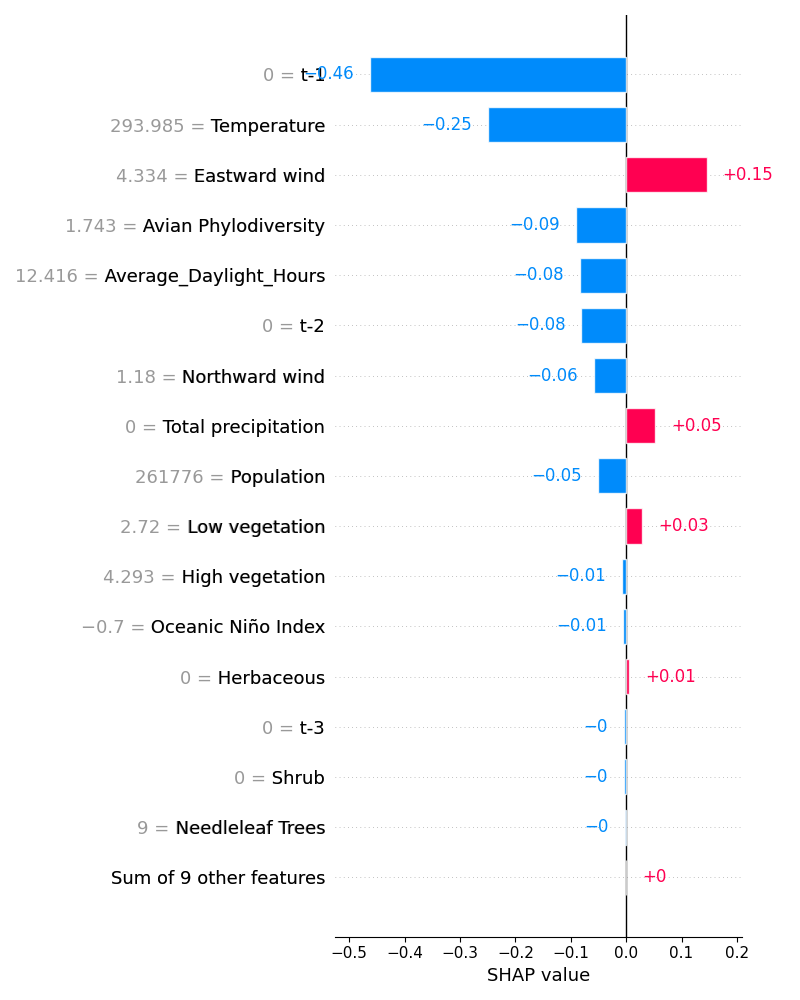 0 = t-1 −0.46
293.985 = Temperature −0.25
4.334 = Eastward wind +0.15
1.743 = Avian Phylodiversity −0.09
12.416 = Average_Daylight_Hours −0.08
0 = t-2 −0.08
1.18 = Northward wind −0.06
0 = Total precipitation +0.05
261776 = Population −0.05
2.72 = Low vegetation +0.03
4.293 = High vegetation −0.01
−0.7 = Oceanic Niño Index −0.01
0 = Herbaceous +0.01
0 = t-3 −0
0 = Shrub −0
9 = Needleleaf Trees −0
Sum of 9 other features +0
−0.5 −0.4 −0.3 −0.2 −0.1 0.0 0.1 0.2
SHAP value